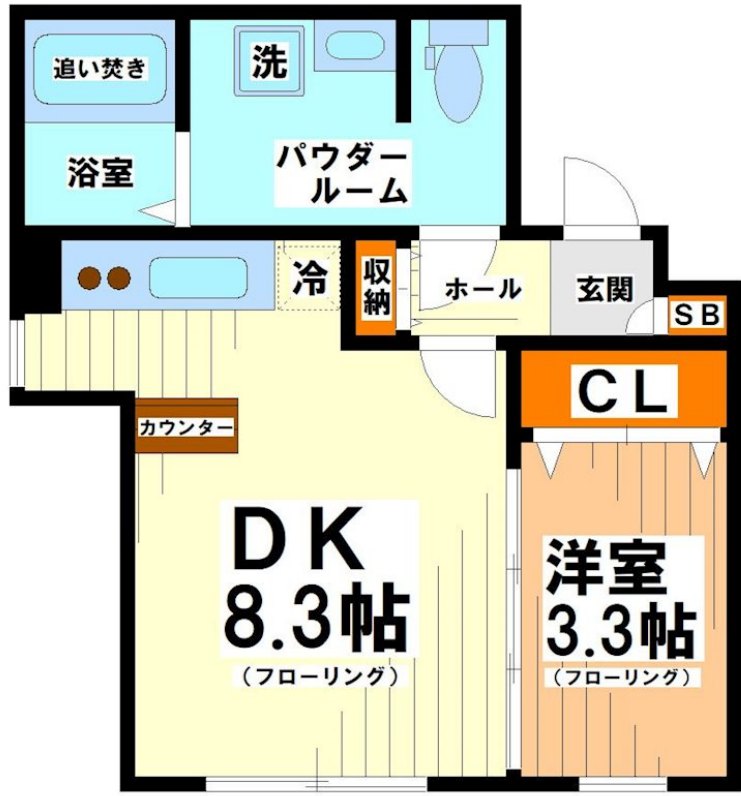 追い焚き
洗
浴室
パウダー
ルーム
冷
収
納
ホール
玄関
SB
CL
カウンター
DK
8.3帖
(フローリング)
洋室
3.3帖
(フローリング)